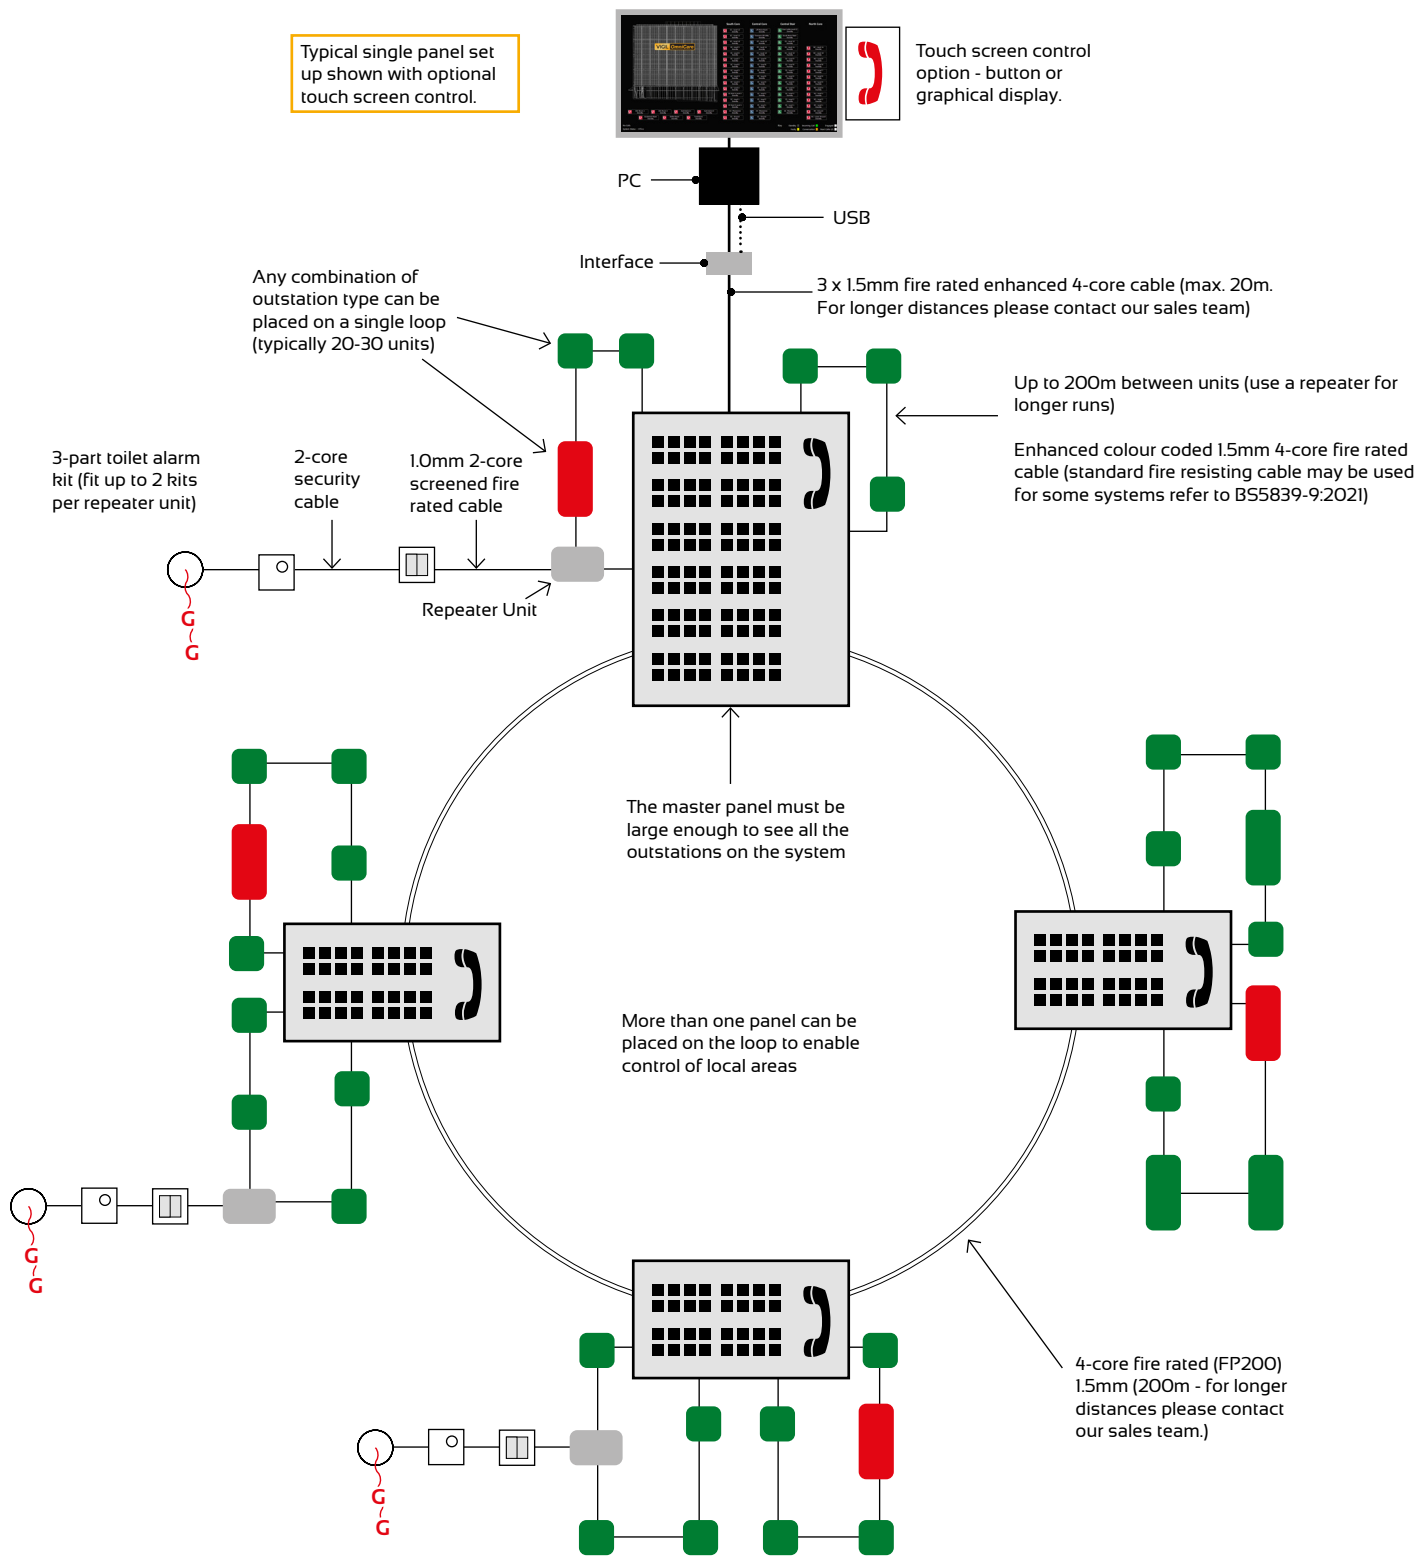 Typical single panel set
up shown with optional
touch screen control.
VIGIL OmniCare
Touch screen control
option - button or
graphical display.
PC
USB
Interface
3 x 1.5mm fire rated enhanced 4-core cable (max. 20m.
For longer distances please contact our sales team)
Any combination of
outstation type can be
placed on a single loop
(typically 20-30 units)
Up to 200m between units (use a repeater for
longer runs)
Enhanced colour coded 1.5mm 4-core fire rated
cable (standard fire resisting cable may be used
for some systems refer to BS5839-9:2021)
3-part toilet alarm
kit (fit up to 2 kits
per repeater unit)
2-core
security
cable
1.0mm 2-core
screened fire
rated cable
Repeater Unit
G
G
The master panel must be
large enough to see all the
outstations on the system
More than one panel can be
placed on the loop to enable
control of local areas
G
G
4-core fire rated (FP200)
1.5mm (200m - for longer
distances please contact
our sales team.)
G
G